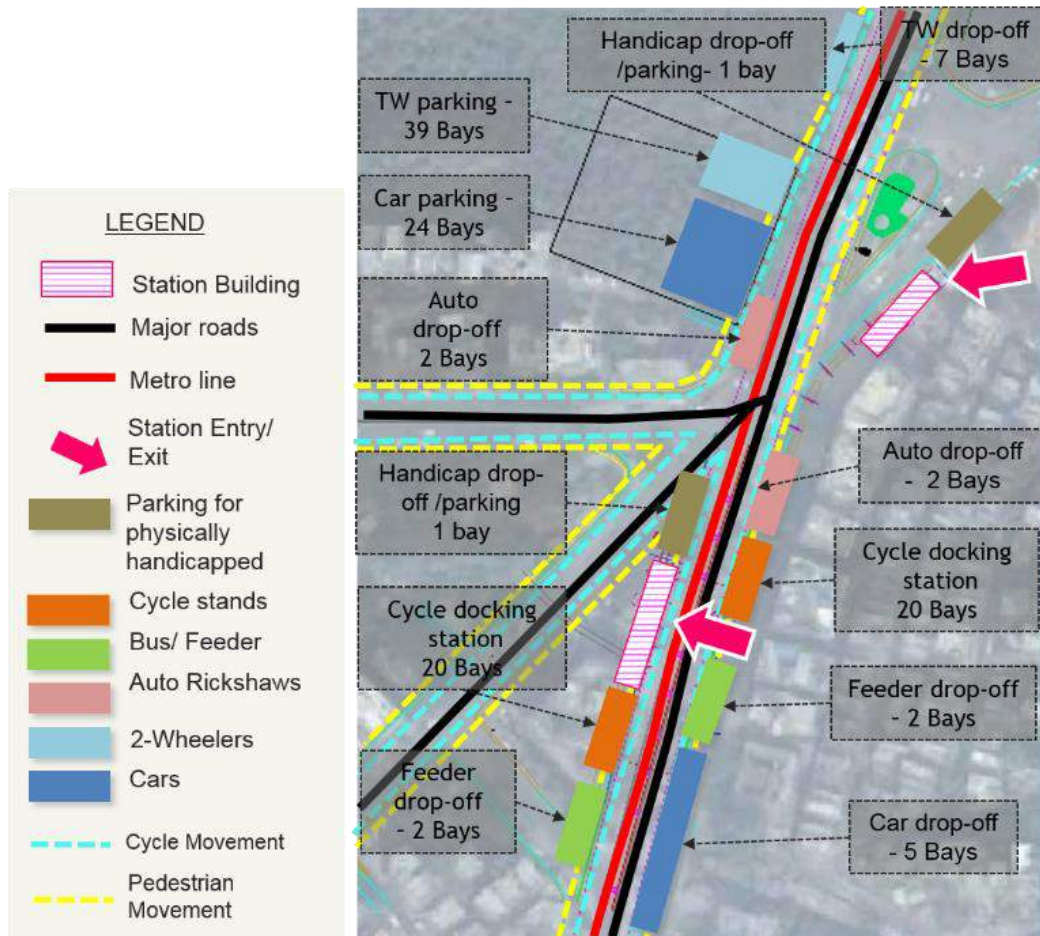 LEGEND
Station Building
Major roads
Metro line
Station Entry/
Exit
Parking for
physically
handicapped
Cycle stands
Bus/ Feeder
Auto Rickshaws
2-Wheelers
Cars
Cycle Movement
Pedestrian
Movement
Handicap drop-off
/parking- 1 bay
TW drop-off
- 7 Bays
TW parking -
39 Bays
Car parking -
24 Bays
Auto
drop-off
2 Bays
Handicap drop-
off /parking
1 bay
Auto drop-off
- 2 Bays
Cycle docking
station
20 Bays
Cycle docking
station
20 Bays
Feeder drop-off
- 2 Bays
Feeder
drop-off
- 2 Bays
Car drop-off
- 5 Bays